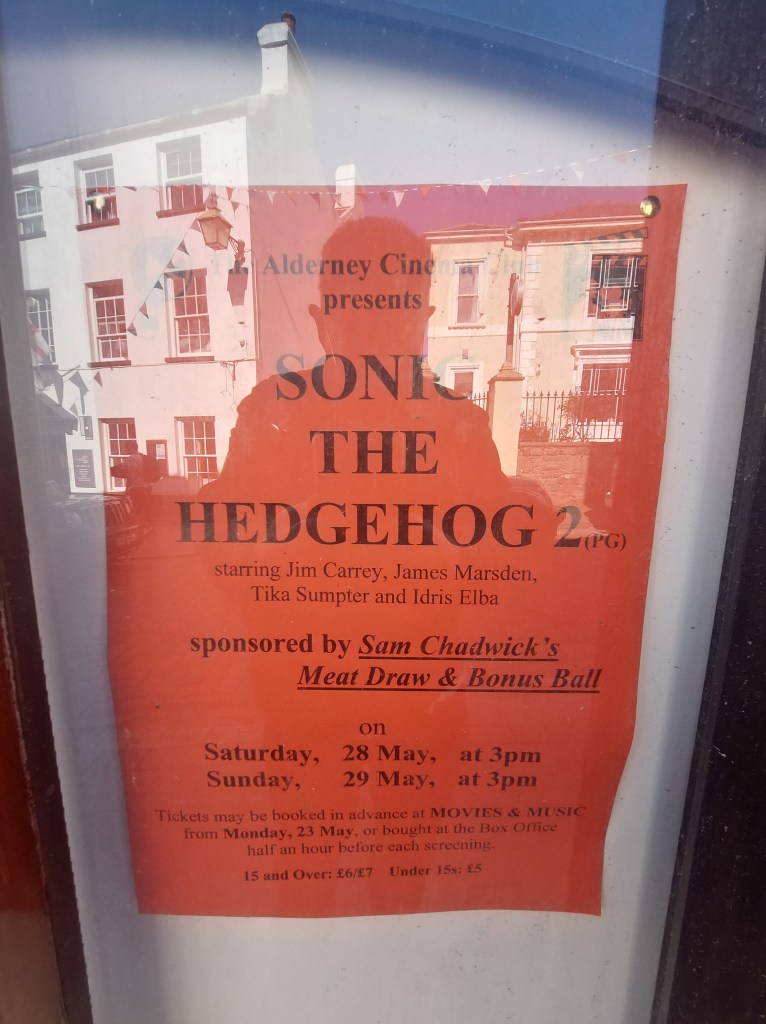 The Alderney Cinema Club
presents
SONIC
THE
HEDGEHOG 2 (PG)
starring Jim Carrey, James Marsden,
Tika Sumpter and Idris Elba
sponsored by Sam Chadwick's
Meat Draw & Bonus Ball
on
Saturday, 28 May, at 3pm
Sunday, 29 May, at 3pm
Tickets may be booked in advance at MOVIES & MUSIC
from Monday, 23 May, or bought at the Box Office
half an hour before each screening.
15 and Over: £6/£7 Under 15s: £5